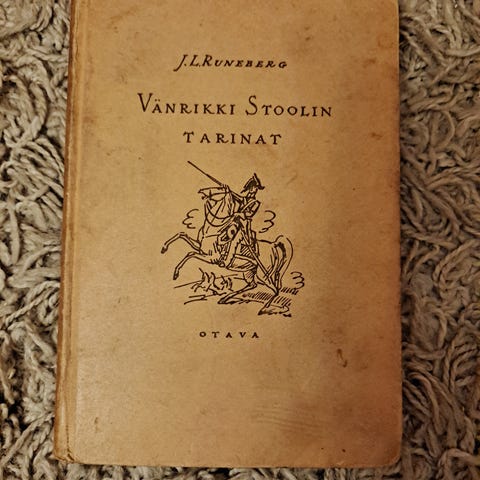 J.L.RUNEBERG
VÄNRIKKI STOOLIN
TARINAT
OTAVA